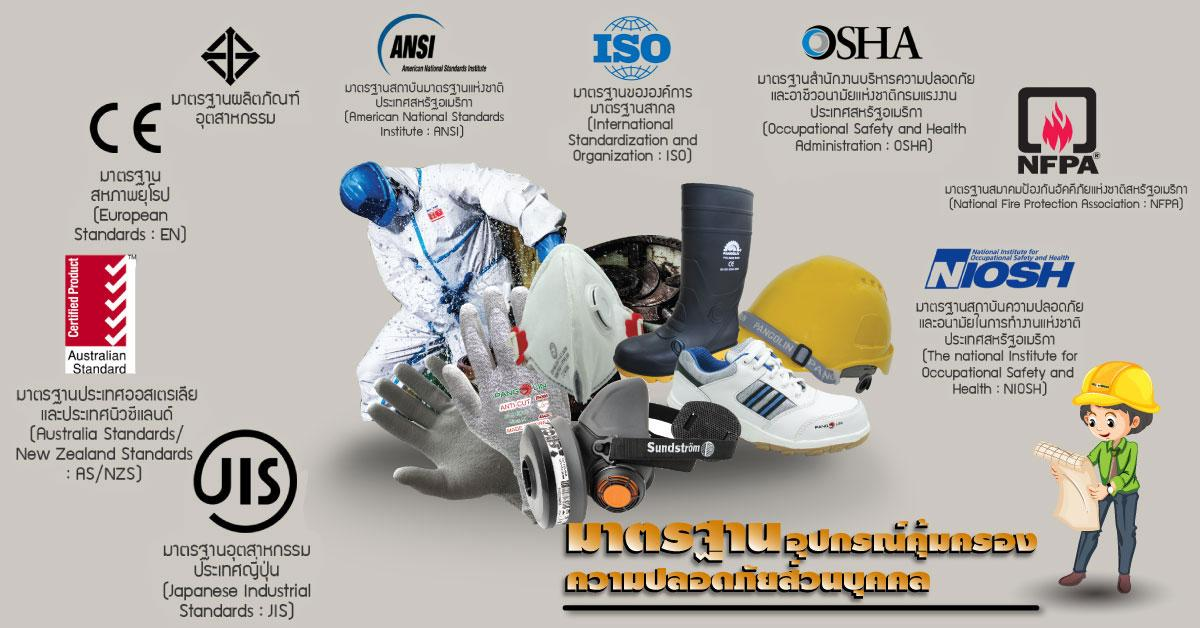 มาตรฐานผลิตภัณฑ์
อุตสาหกรรม
ANSI
American National Standards Institute
มาตรฐานสถาบันมาตรฐานแห่งชาติ
ประเทศสหรัฐอเมริกา
(American National Standards
Institute : ANSI)
ISO
มาตรฐานขององค์การ
มาตรฐานสากล
(International
Standardization and
Organization : ISO)
OSHA
มาตรฐานสำนักงานบริหารความปลอดภัย
และอาชีวอนามัยแห่งชาติกรมแรงงาน
ประเทศสหรัฐอเมริกา
(Occupational Safety and Health
Administration : OSHA)
NFPA®
มาตรฐานสมาคมป้องกันอัคคีภัยแห่งชาติสหรัฐอเมริกา
(National Fire Protection Association : NFPA)
CE
มาตรฐาน
สหภาพยุโรป
(European
Standards : EN)
National Institute for
Occupational Safety and Health
NIOSH
มาตรฐานสถาบันความปลอดภัย
และอนามัยในการทำงานแห่งชาติ
ประเทศสหรัฐอเมริกา
(The national Institute for
Occupational Safety and
Health : NIOSH)
Certified Product
TM
Australian
Standard
มาตรฐานประเทศออสเตรเลีย
และประเทศนิวซีแลนด์
(Australia Standards/
New Zealand Standards
: AS/NZS)
JIS
มาตรฐานอุตสาหกรรม
ประเทศญี่ปุ่น
(Japanese Industrial
Standards : JIS)
PANGOLIN
CE
PANGOLIN
PANGOLIN
ANTI CUT
PANGOLIN
Sundström
มาตรฐานอุปกรณ์คุ้มครอง
ความปลอดภัยส่วนบุคคล